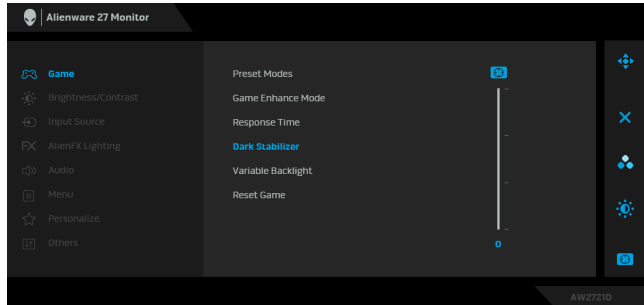 Alienware 27 Monitor
Game
Brightness/Contrast
Input Source
AlienFX Lighting
Audio
Menu
Personalize
Others
Preset Modes
Game Enhance Mode
Response Time
Dark Stabilizer
Variable Backlight
Reset Game
0
AW2721D